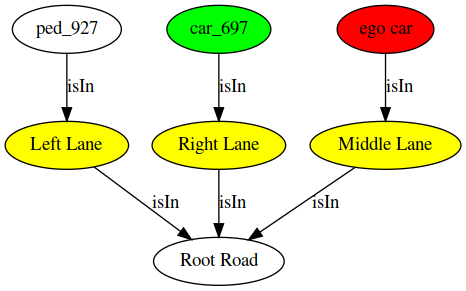 ped_927
car_697
ego car
isIn
isIn
isIn
Left Lane
Right Lane
Middle Lane
isIn
isIn
isIn
Root Road